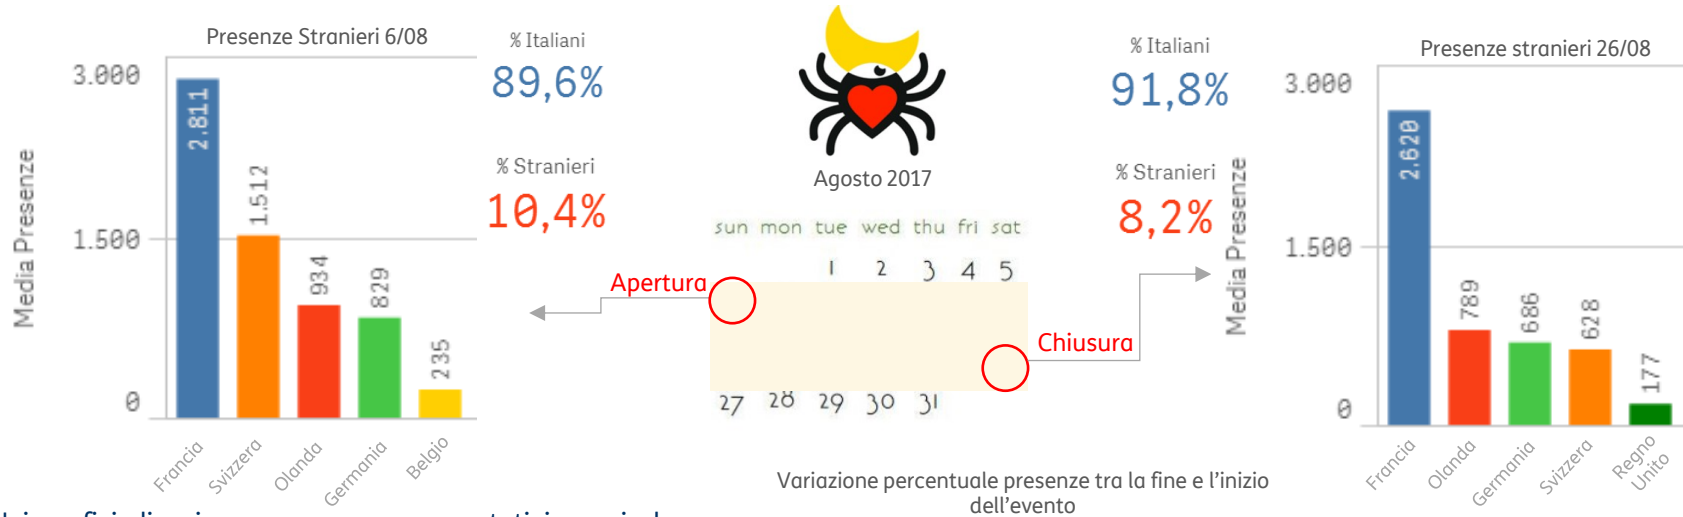 Presenze Stranieri 6/08
Media Presenze
3.000
1.500
0
2.811
1.512
934
829
235
Francia
Svizzera
Olanda
Germania
Belgio
% Italiani
89,6%
% Stranieri
10,4%
Agosto 2017
sun mon tue wed thu fri sat
1 2 3 4 5
Apertura
Chiusura
27 28 29 30 31
% Italiani
91,8%
% Stranieri
8,2%
Presenze stranieri 26/08
Media Presenze
3.000
1.500
0
2.620
789
686
628
177
Francia
Olanda
Germania
Svizzera
Regno
Unito
Variazione percentuale presenze tra la fine e l'inizio
dell'evento